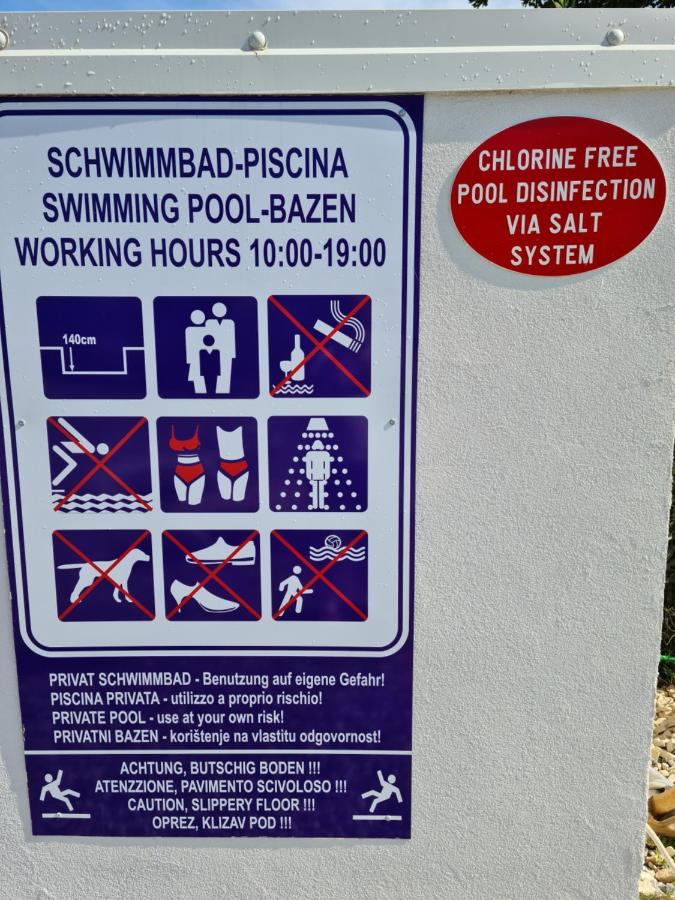 SCHWIMMBAD-PISCINA
SWIMMING POOL-BAZEN
WORKING HOURS 10:00-19:00
140cm
PRIVAT SCHWIMMBAD - Benutzung auf eigene Gefahr!
PISCINA PRIVATA - utilizzo a proprio rischio!
PRIVATE POOL - use at your own risk!
PRIVATNI BAZEN - korištenje na vlastitu odgovornost!
ACHTUNG, BUTSCHIG BODEN !!!
ATENZZIONE, PAVIMENTO SCIVOLOSO !!!
CAUTION, SLIPPERY FLOOR !!!
OPREZ, KLIZAV POD !!!
CHLORINE FREE
POOL DISINFECTION
VIA SALT
SYSTEM